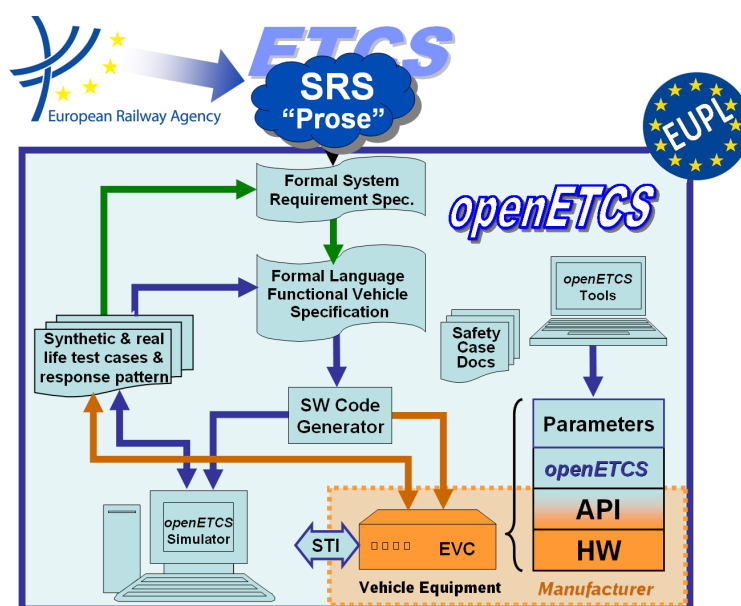 ETCS
European Railway Agency
SRS
“Prose”
EUPL
Formal System
Requirement Spec.
openETCS
Formal Language
Functional Vehicle
Specification
openETCS
Tools
Synthetic & real
life test cases &
response pattern
Safety
Case
Docs
SW Code
Generator
Parameters
openETCS
API
HW
openETCS
Simulator
STI
EVC
Vehicle Equipment
Manufacturer